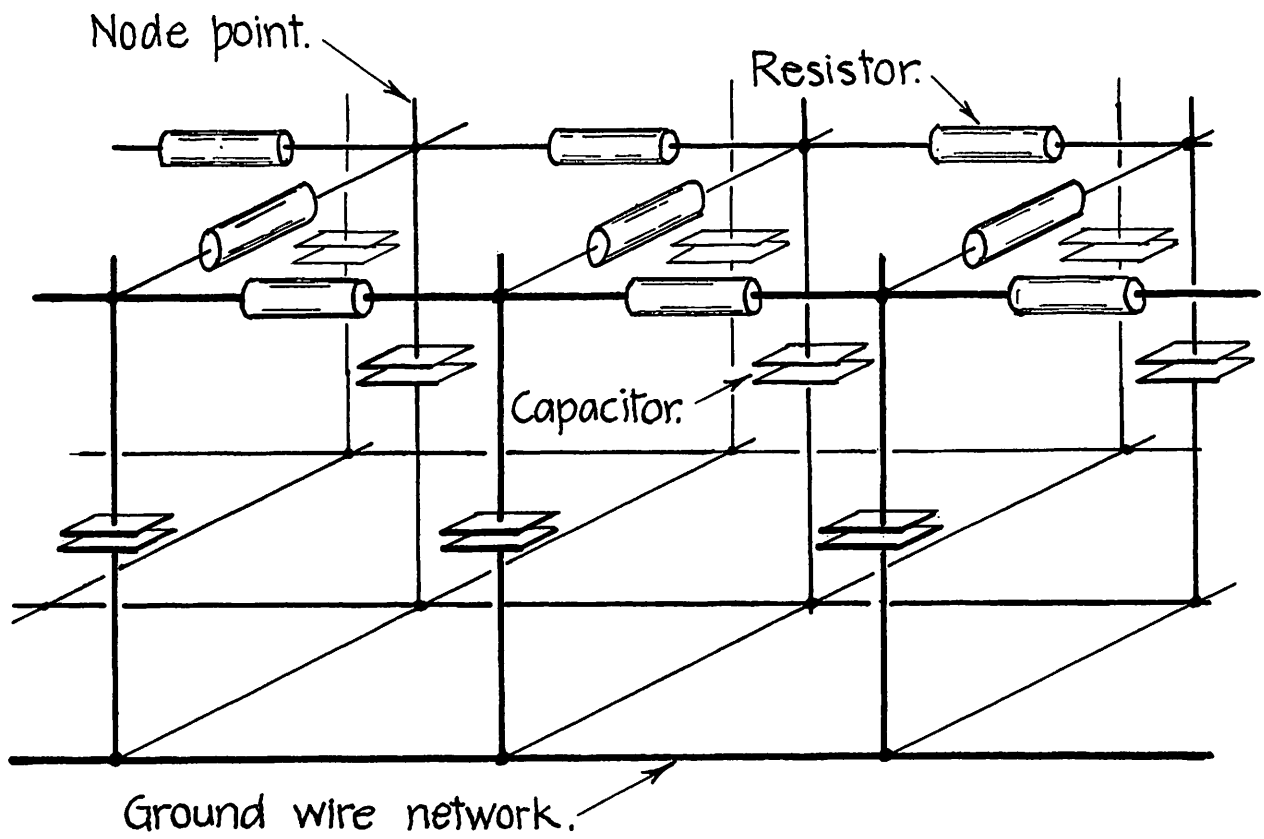 Node point.
Resistor.
Capacitor.
Ground wire network.